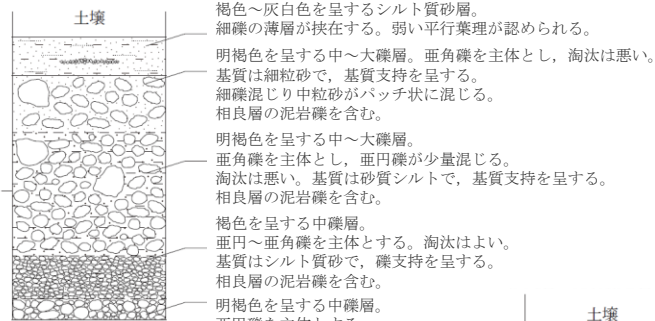 土壌
褐色～灰白色を呈するシルト質砂層。
細礫の薄層が挟在する。弱い平行葉理が認められる。
明褐色を呈する中～大礫層。亜角礫を主体とし，淘汰は悪い。
基質は細粒砂で，基質支持を呈する。
細礫混じり中粒砂がパッチ状に混じる。
相良層の泥岩礫を含む。
明褐色を呈する中～大礫層。
亜角礫を主体とし，亜円礫が少量混じる。
淘汰は悪い。基質は砂質シルトで，基質支持を呈する。
相良層の泥岩礫を含む。
褐色を呈する中礫層。
亜円～亜角礫を主体とする。淘汰はよい。
基質はシルト質砂で，礫支持を呈する。
相良層の泥岩礫を含む。
明褐色を呈する中礫層。
土壌